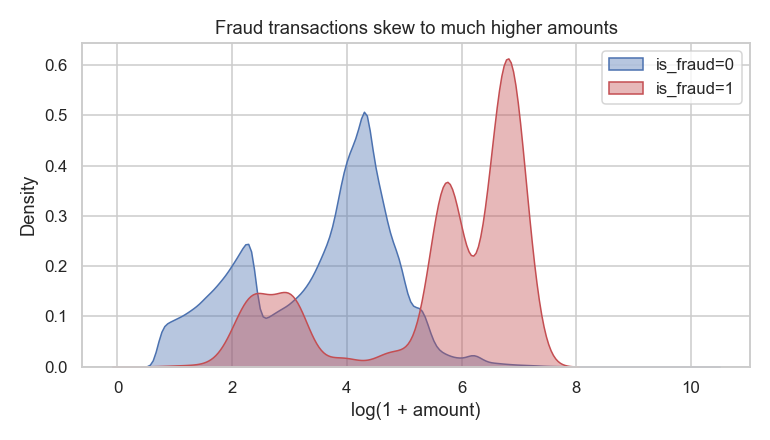 Fraud transactions skew to much higher amounts
is_fraud=0
is_fraud=1
Density
0.6
0.5
0.4
0.3
0.2
0.1
0.0
0 2 4 6 8 10
log(1 + amount)